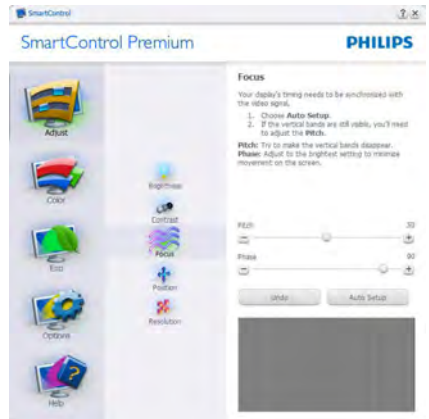 SmartControl
? ×
SmartControl Premium
PHILIPS
Adjust
Color
Eco
Options
Help
Brightness
Contrast
Focus
Position
Resolution
Focus
Your display's timing needs to be synchronized with
the video signal.
1. Choose Auto Setup.
2. If the vertical bands are still visible, you'll need
to adjust the Pitch.
Pitch: Try to make the vertical bands disappear.
Phase: Adjust to the brightest setting to minimize
movement on the screen.
Pitch 50
Phase 90
Undo Auto Setup